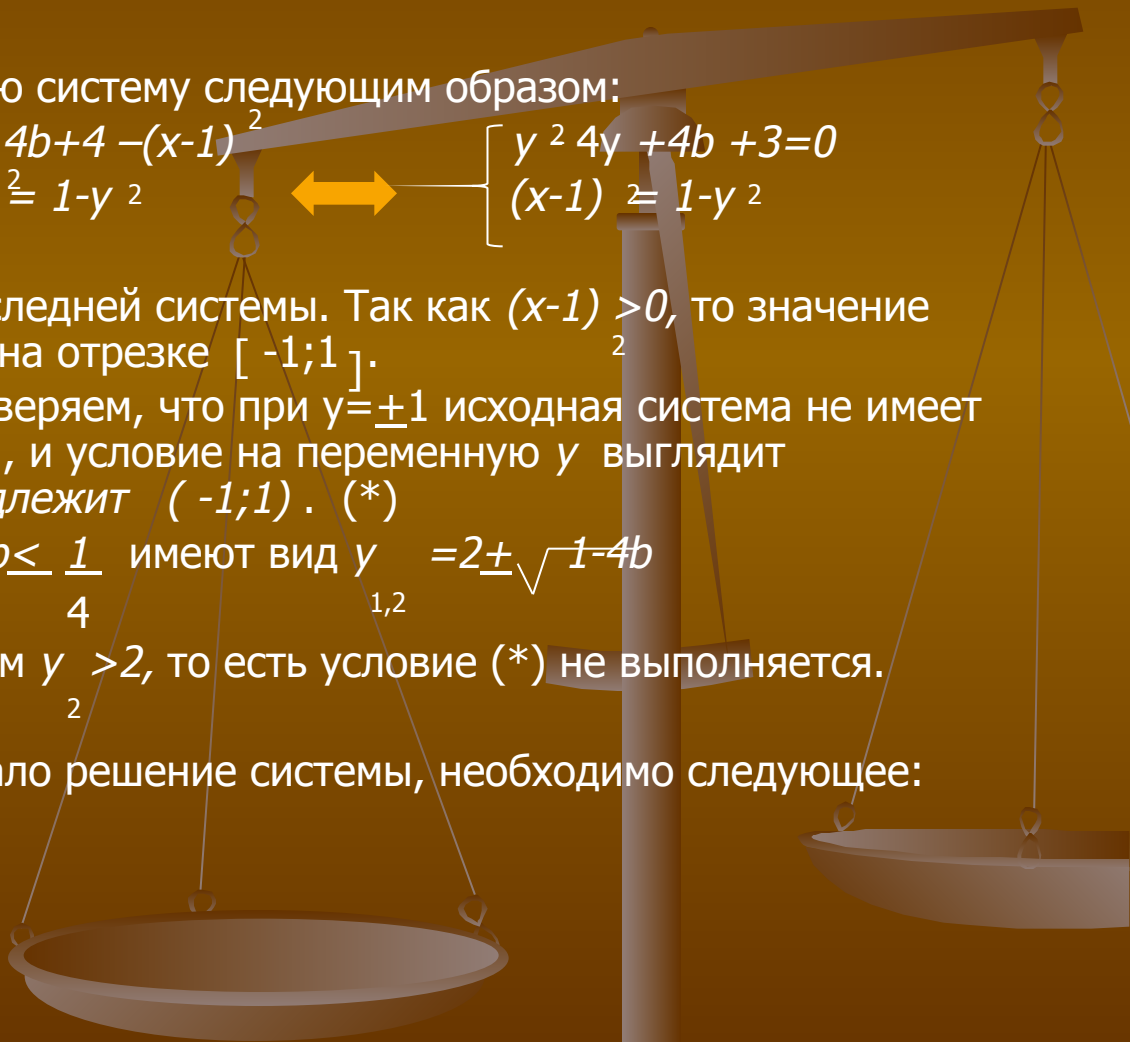 ю систему следующим образом:
4b+4 –(x-1) ²
y ² 4y +4b +3=0
² = 1-y ²
(x-1) ² = 1-y ²
следней системы. Так как (x-1) ² >0, то значение
на отрезке [ -1;1 ].
веряем, что при y=±1 исходная система не имеет
, и условие на переменную y выглядит
длежит ( -1;1) . (*)
b≤ 1/4 имеют вид y 1,2 =2±√ 1-4b
м y 2 >2, то есть условие (*) не выполняется.
ало решение системы, необходимо следующее: